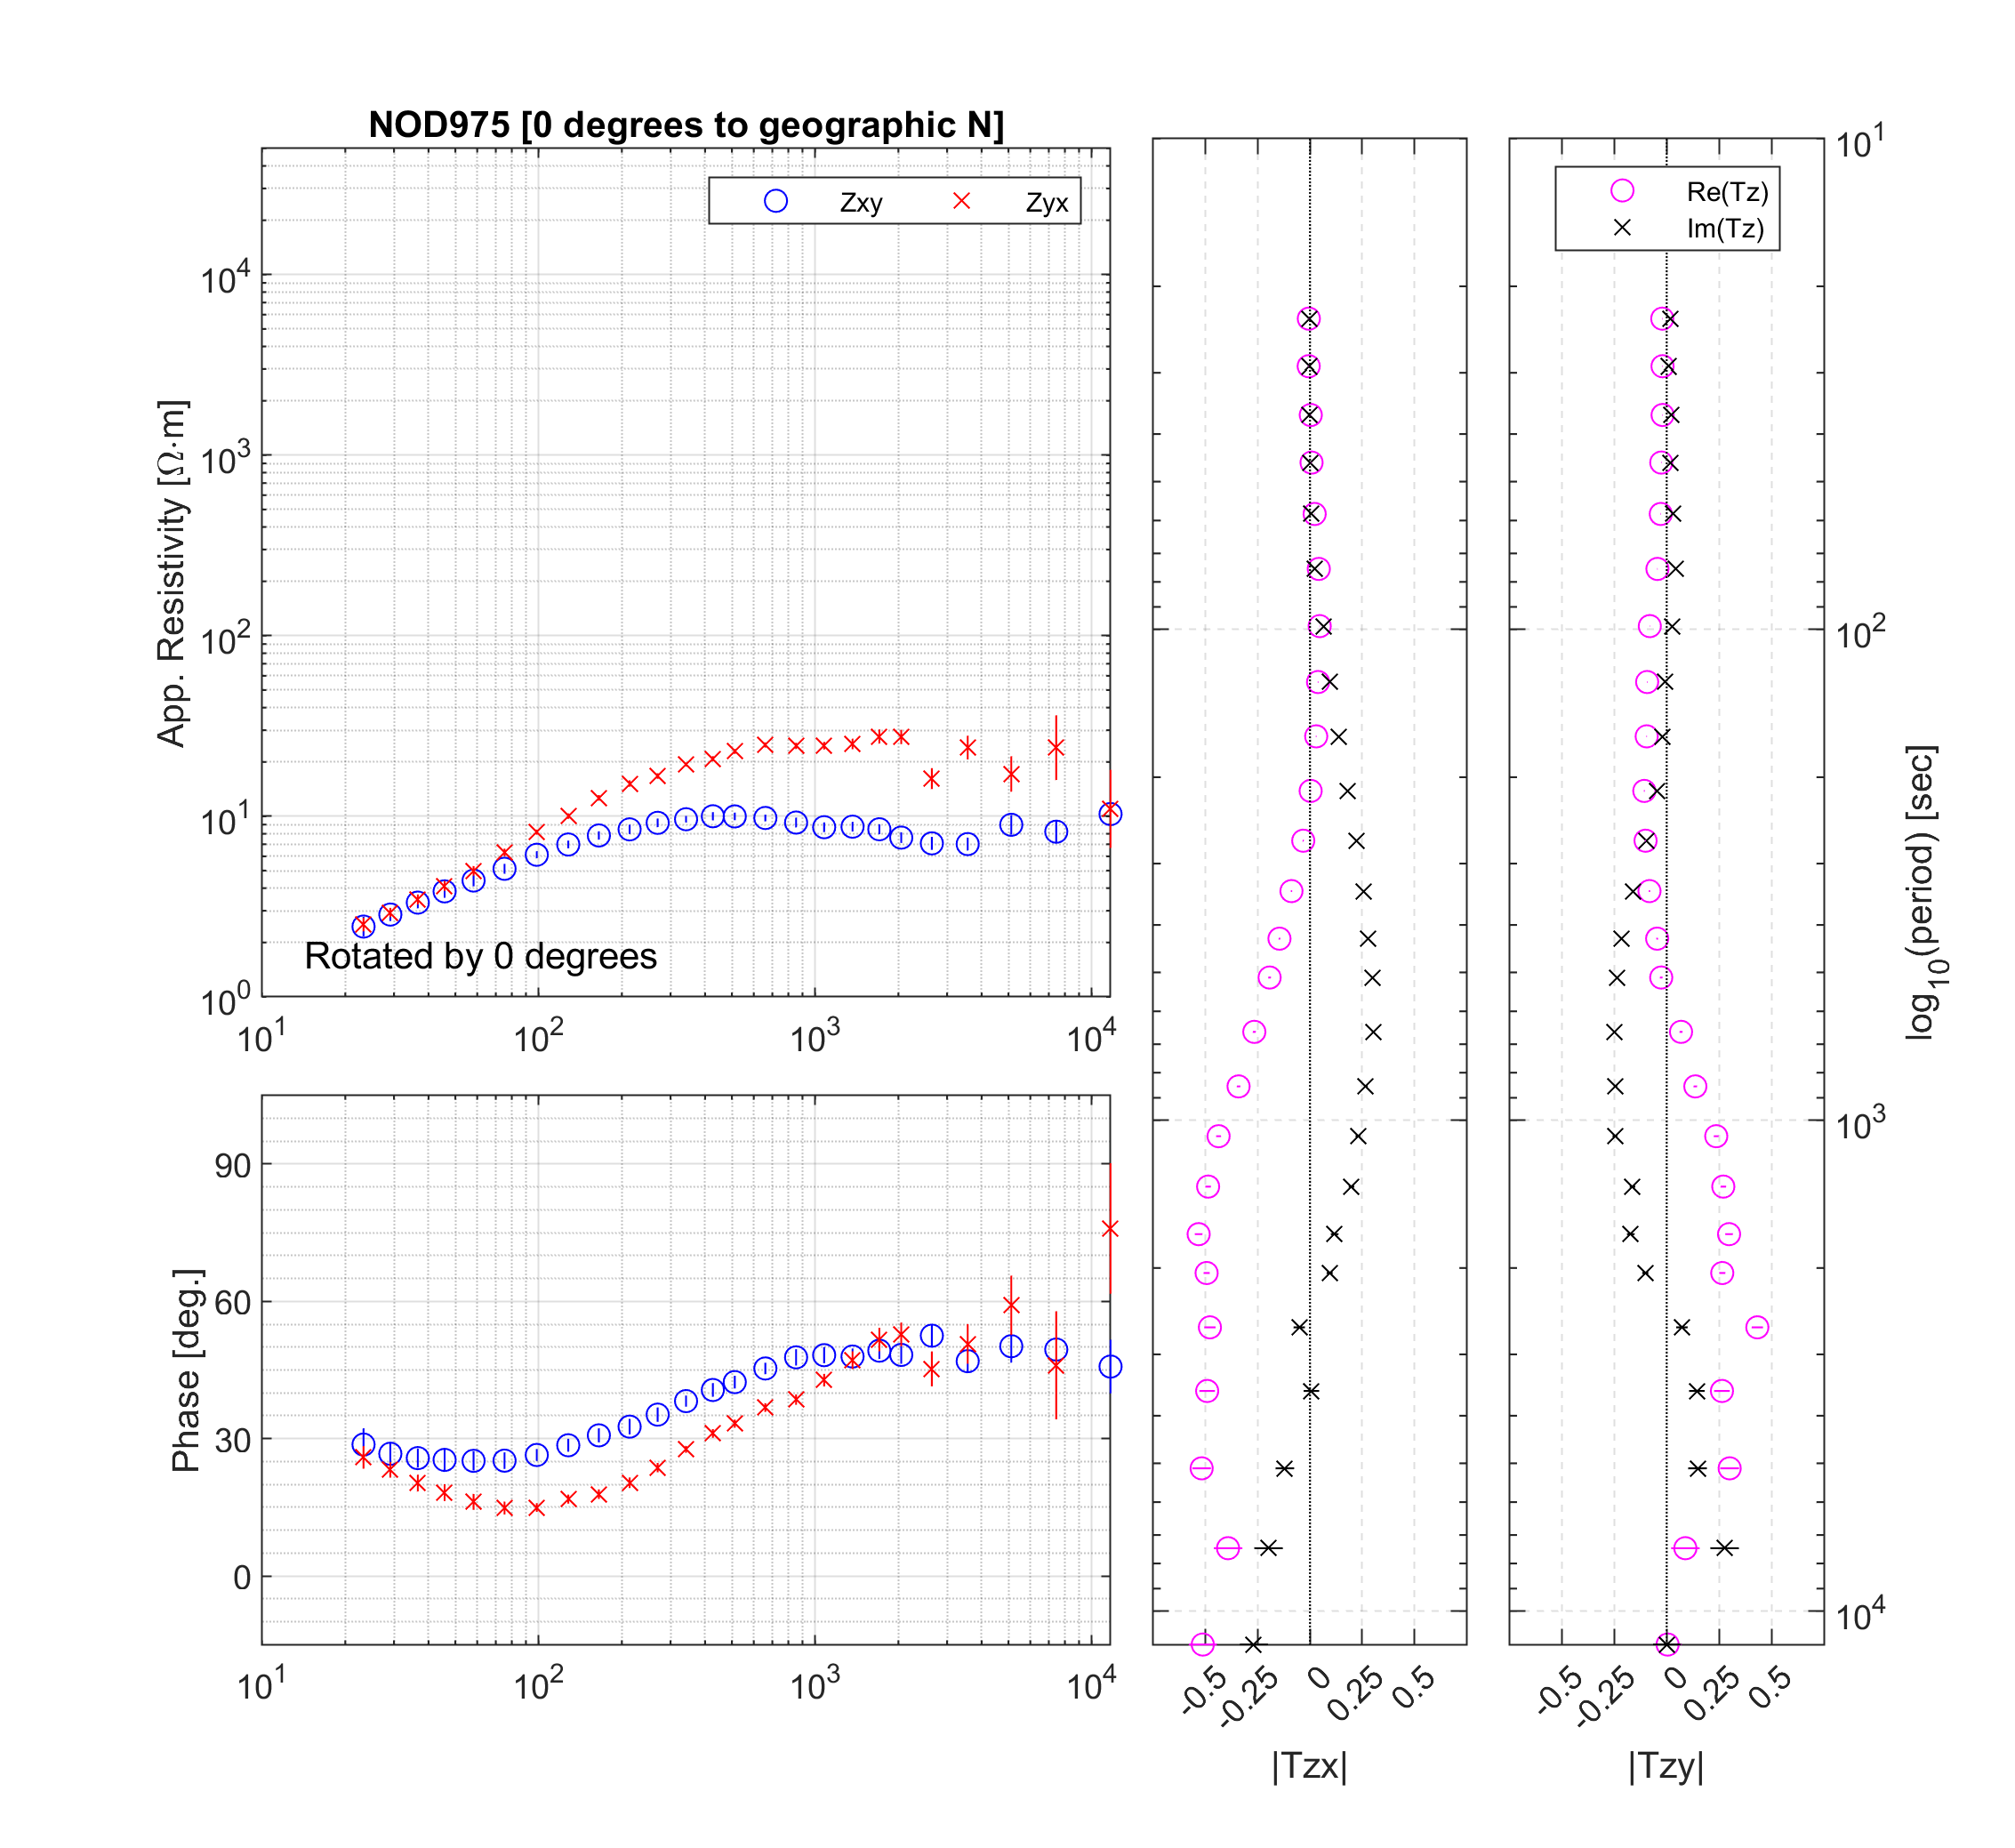 NOD975 [0 degrees to geographic N]
Zxy Zyx
App. Resistivity [Ω·m]
10^4
10^3
10^2
10^1
10^0
Rotated by 0 degrees
10^1 10^2 10^3 10^4
Phase [deg.]
90
60
30
0
10^1 10^2 10^3 10^4
-0.5 -0.25 0 0.25 0.5
|Tzx|
Re(Tz)
Im(Tz)
-0.5 -0.25 0 0.25 0.5
|Tzy|
10^1
10^2
10^3
10^4
log_10(period) [sec]